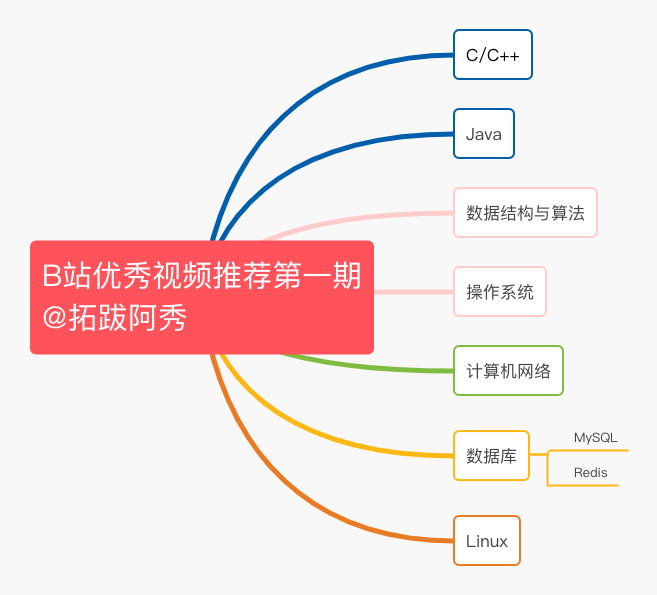 B站优秀视频推荐第一期
@拓跋阿秀
C/C++
Java
数据结构与算法
操作系统
计算机网络
数据库
MySQL
Redis
Linux